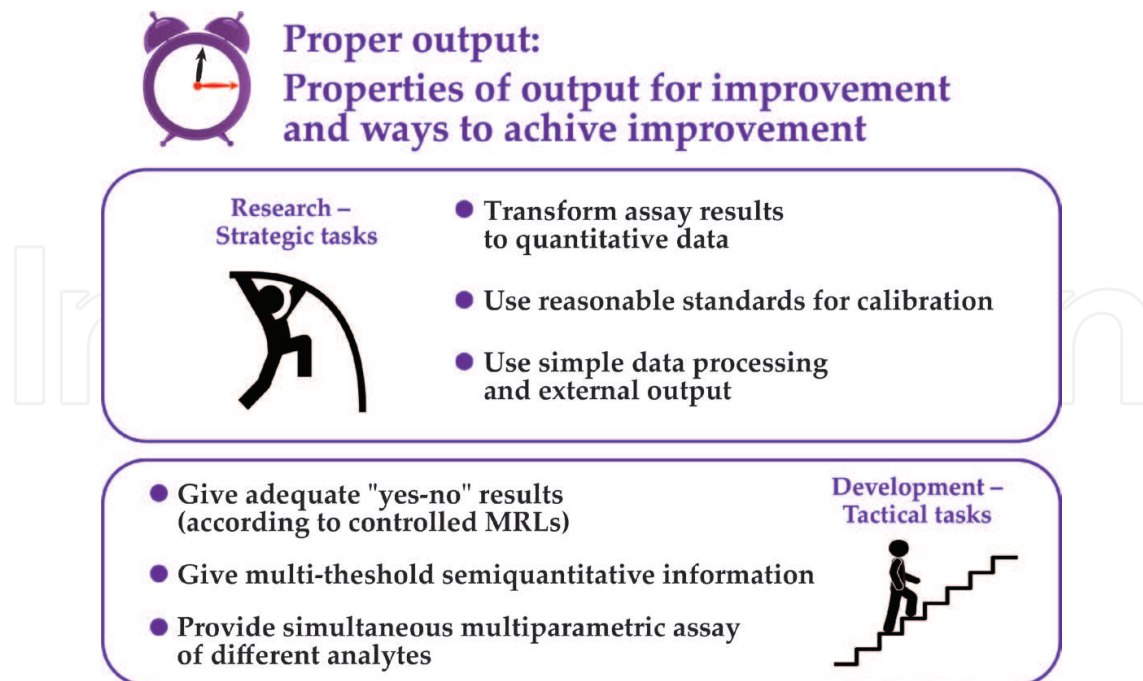 Proper output:
Properties of output for improvement
and ways to achive improvement
Research –
Strategic tasks
● Transform assay results
to quantitative data
● Use reasonable standards for calibration
● Use simple data processing
and external output
● Give adequate "yes-no" results
(according to controlled MRLs)
● Give multi-theshold semiquantitative information
● Provide simultaneous multiparametric assay
of different analytes
Development –
Tactical tasks